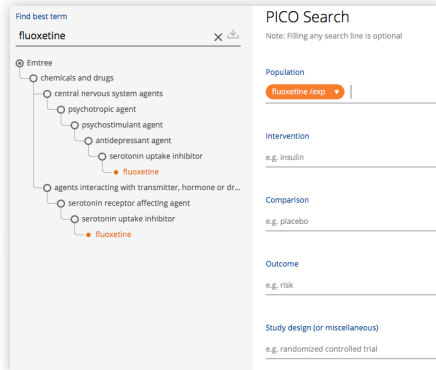 Find best term
fluoxetine
Emtree
chemicals and drugs
central nervous system agents
psychotropic agent
psychostimulant agent
antidepressant agent
serotonin uptake inhibitor
fluoxetine
agents interacting with transmitter, hormone or dr...
serotonin receptor affecting agent
serotonin uptake inhibitor
fluoxetine
PICO Search
Note: Filling any search line is optional
Population
fluoxetine /exp
Intervention
e.g. insulin
Comparison
e.g. placebo
Outcome
e.g. risk
Study design (or miscellaneous)
e.g. randomized controlled trial